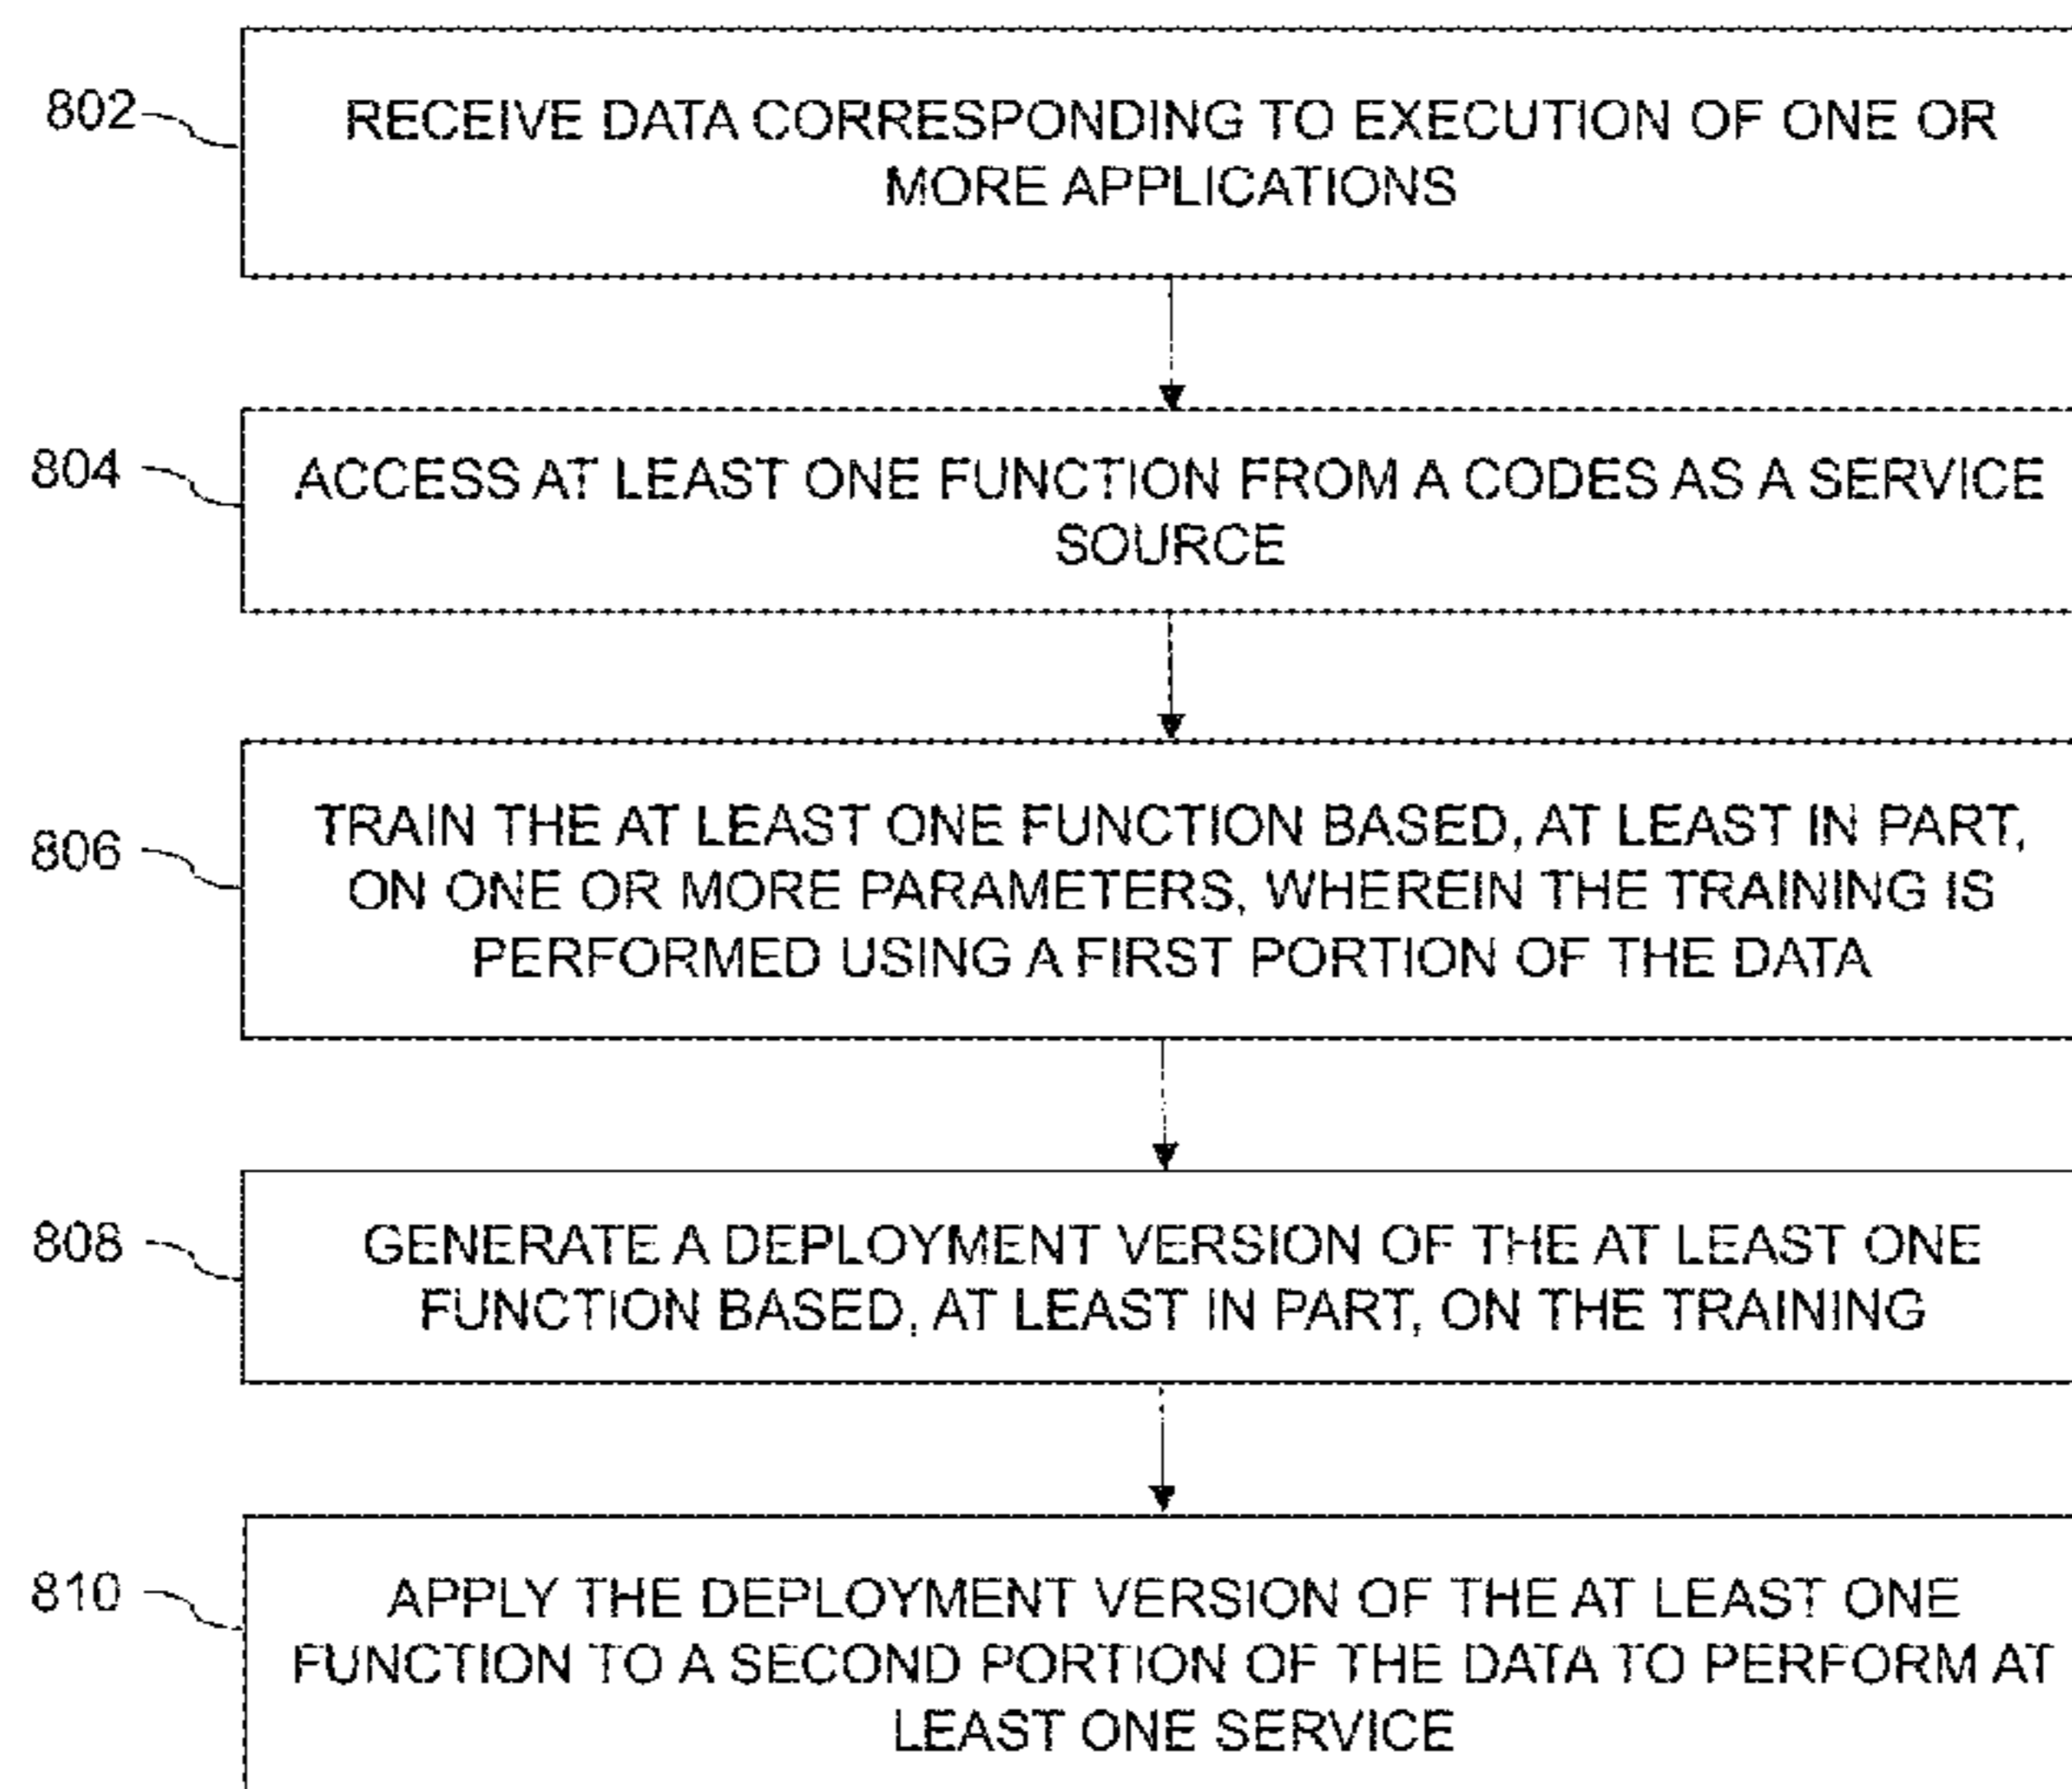 802
RECEIVE DATA CORRESPONDING TO EXECUTION OF ONE OR
MORE APPLICATIONS
804
ACCESS AT LEAST ONE FUNCTION FROM A CODES AS A SERVICE
SOURCE
806
TRAIN THE AT LEAST ONE FUNCTION BASED, AT LEAST IN PART,
ON ONE OR MORE PARAMETERS, WHEREIN THE TRAINING IS
PERFORMED USING A FIRST PORTION OF THE DATA
808
GENERATE A DEPLOYMENT VERSION OF THE AT LEAST ONE
FUNCTION BASED, AT LEAST IN PART, ON THE TRAINING
810
APPLY THE DEPLOYMENT VERSION OF THE AT LEAST ONE
FUNCTION TO A SECOND PORTION OF THE DATA TO PERFORM AT
LEAST ONE SERVICE